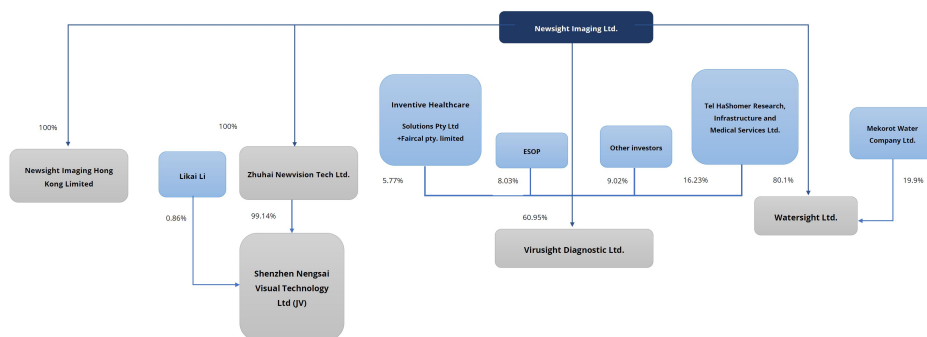 Newsight Imaging Ltd.
Inventive Healthcare
Solutions Pty Ltd
+Faircal pty. limited
Tel HaShomer Research,
Infrastructure and
Medical Services Ltd.
Mekorot Water
Company Ltd.
100%
100%
ESOP
Other investors
Newsight Imaging Hong
Kong Limited
Likai Li
Zhuhai Newvision Tech Ltd.
5.77%
8.03%
9.02%
16.23%
80.1%
19.9%
0.86%
99.14%
60.95%
Watersight Ltd.
Virusight Diagnostic Ltd.
Shenzhen Nengsai
Visual Technology
Ltd (JV)